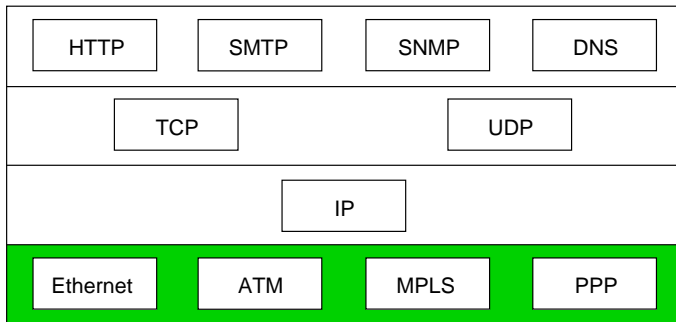 HTTP SMTP SNMP DNS
TCP UDP
IP
Ethernet ATM MPLS PPP